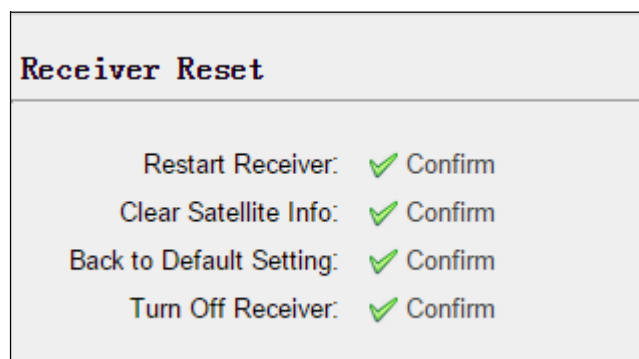 Receiver Reset
Restart Receiver: Confirm
Clear Satellite Info: Confirm
Back to Default Setting: Confirm
Turn Off Receiver: Confirm